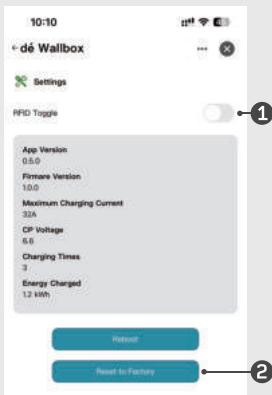 10:10
dé Wallbox
Settings
RFID Toggle
1
App Version
0.5.0
Firmare Version
1.0.0
Maximum Charging Current
32A
CP Voltage
6.6
Charging Times
3
Energy Charged
1.2 kWh
Reboot
Reset to Factory
2